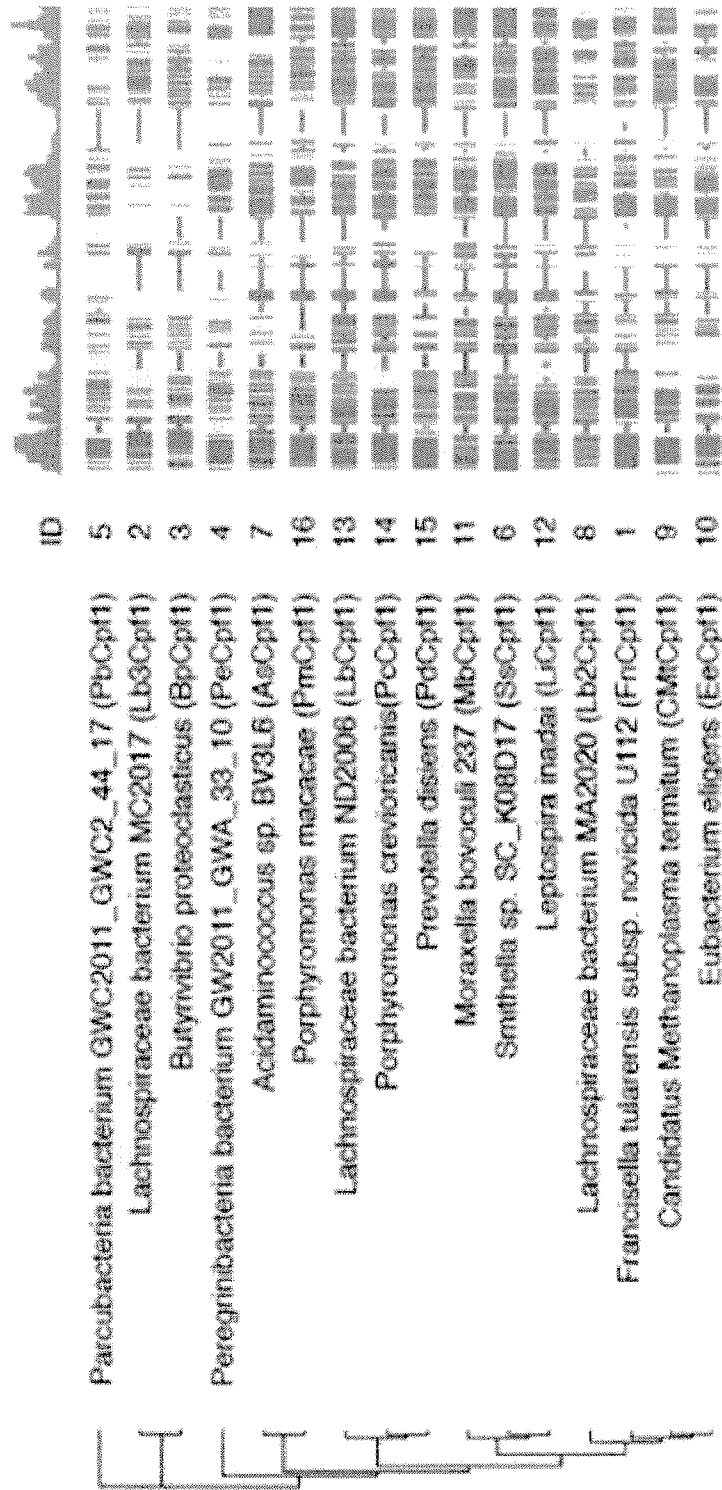 ID
Parcubacteria bacterium GWC2011_GWC2_44_17 (PbCpf1) 5
Lachnospiraceae bacterium MC2017 (Lb3Cpf1) 2
Butyrivibrio proteoclasticus (BpCpf1) 3
Peregrinibacteria bacterium GW2011_GWA_33_10 (PeCpf1) 4
Acidaminococcus sp. BV3L6 (AsCpf1) 7
Porphyromonas macacae (PmCpf1) 16
Lachnospiraceae bacterium ND2006 (LbCpf1) 13
Porphyromonas crevioricanis(PcCpf1) 14
Prevotella disiens (PdCpf1) 15
Moraxella bovoculi 237 (MbCpf1) 11
Smithella sp. SC_K08D17 (SsCpf1) 6
Leptospira inadai (LiCpf1) 12
Lachnospiraceae bacterium MA2020 (Lb2Cpf1) 8
Francisella tularensis subsp. novicida U112 (FnCpf1) 1
Candidatus Methanoplasma termitum (CMtCpf1) 9
Eubacterium eligens (EeCpf1) 10